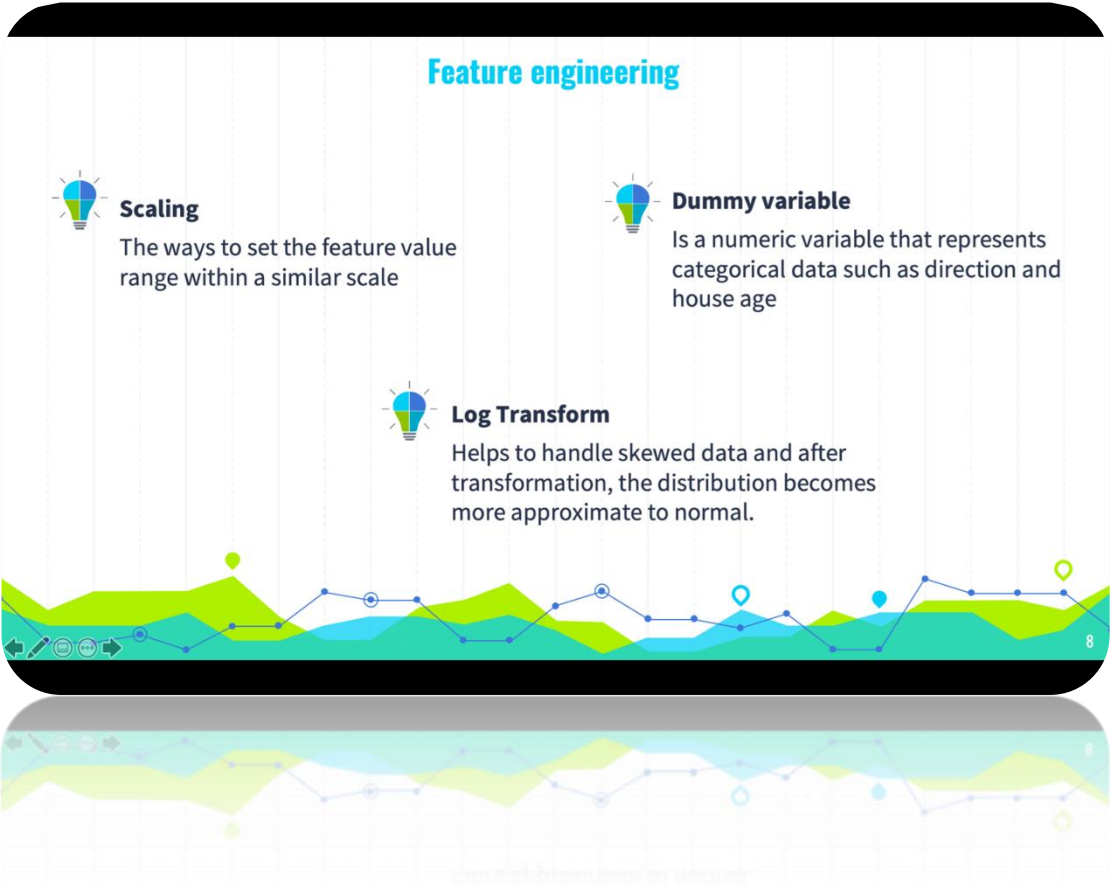 Feature engineering
Scaling
The ways to set the feature value
range within a similar scale
Dummy variable
Is a numeric variable that represents
categorical data such as direction and
house age
Log Transform
Helps to handle skewed data and after
transformation, the distribution becomes
more approximate to normal.
8